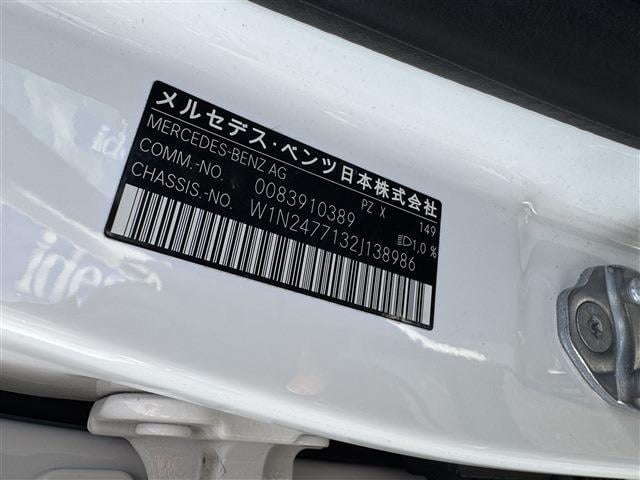 メルセデス・ベンツ日本株式会社
MERCEDES-BENZ AG
COMM.-NO. 0083910389 PZ X 149
CHASSIS.-NO. W1N2477132J138986 1,0 %